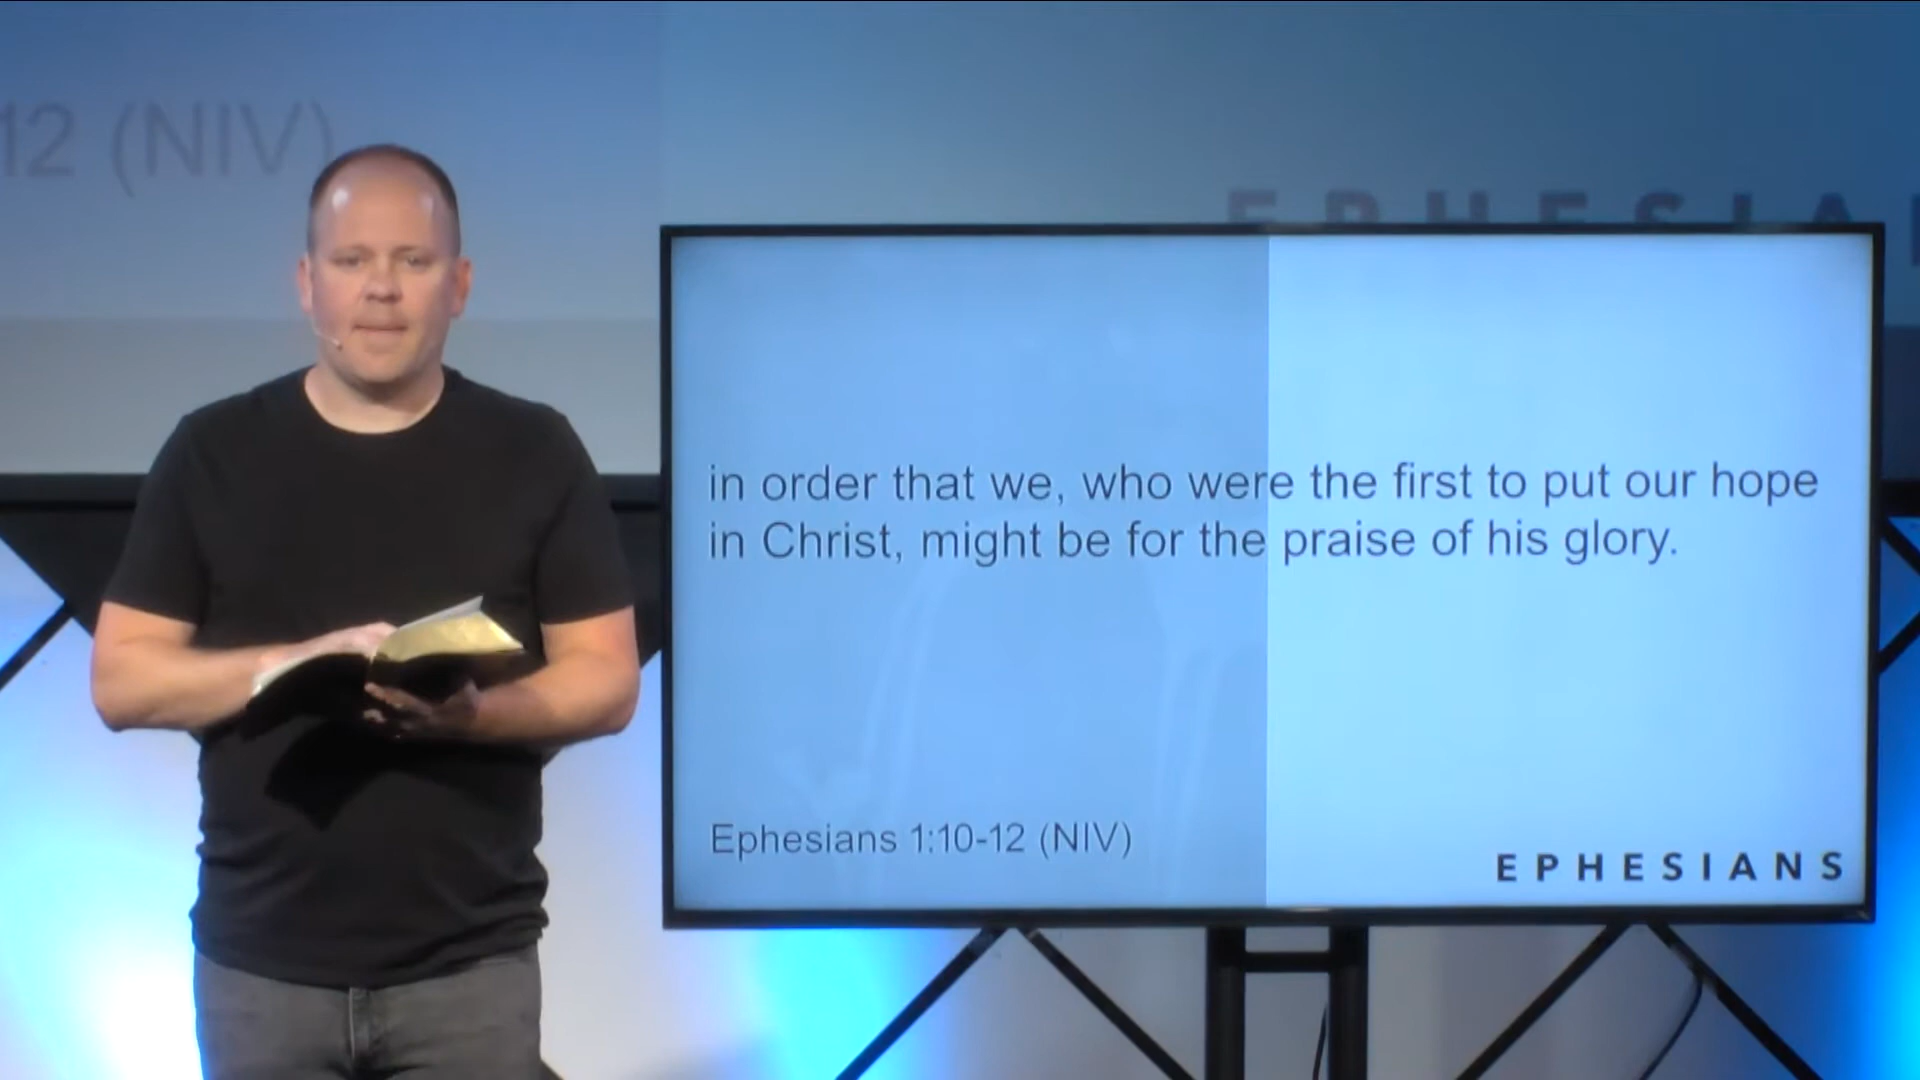 12 (NIV)
EPHESIA
in order that we, who were the first to put our hope
in Christ, might be for the praise of his glory.
Ephesians 1:10-12 (NIV)
EPHESIANS